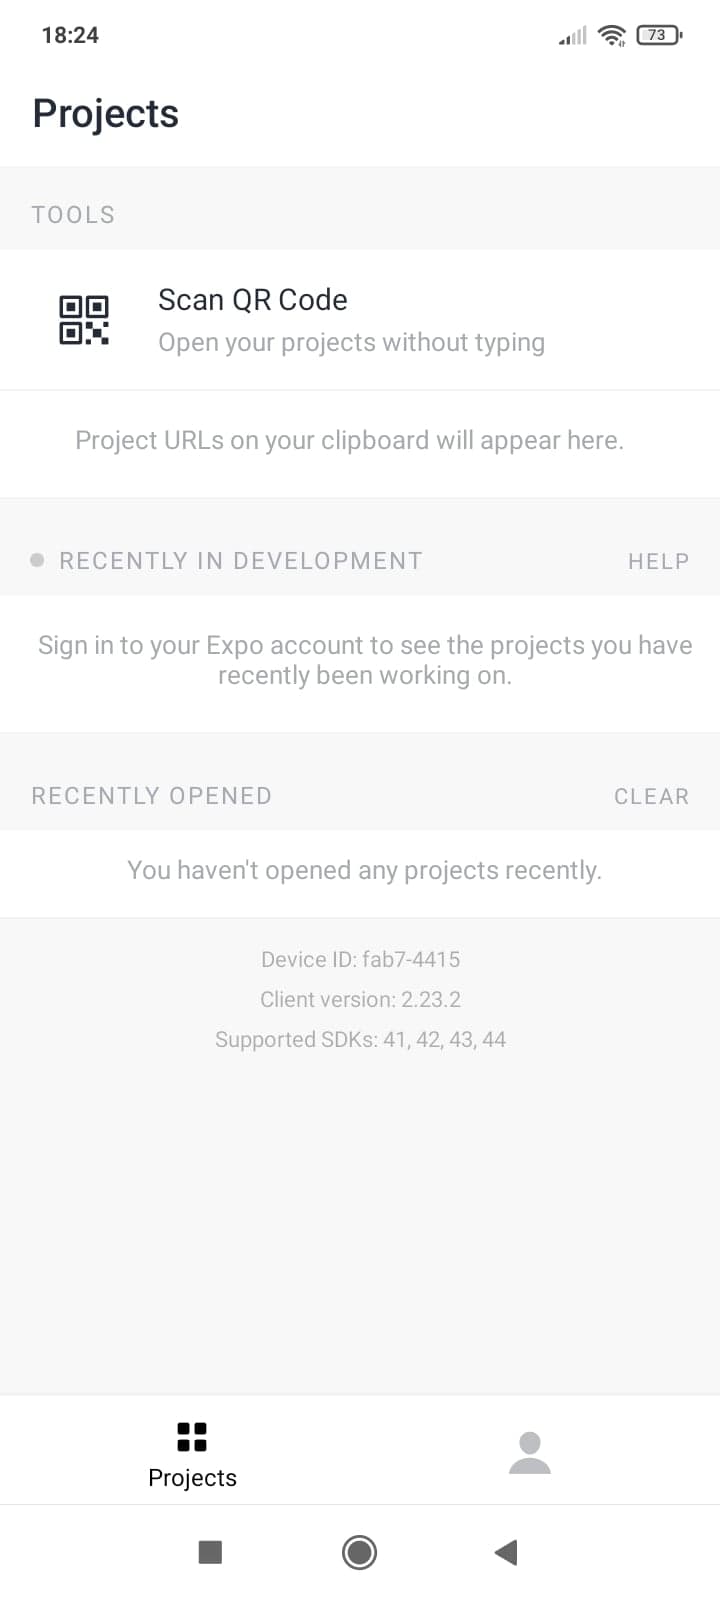 18:24
73
Projects
TOOLS
Scan QR Code
Open your projects without typing
Project URLs on your clipboard will appear here.
RECENTLY IN DEVELOPMENT
HELP
Sign in to your Expo account to see the projects you have
recently been working on.
RECENTLY OPENED
CLEAR
You haven't opened any projects recently.
Device ID: fab7-4415
Client version: 2.23.2
Supported SDKs: 41, 42, 43, 44
Projects